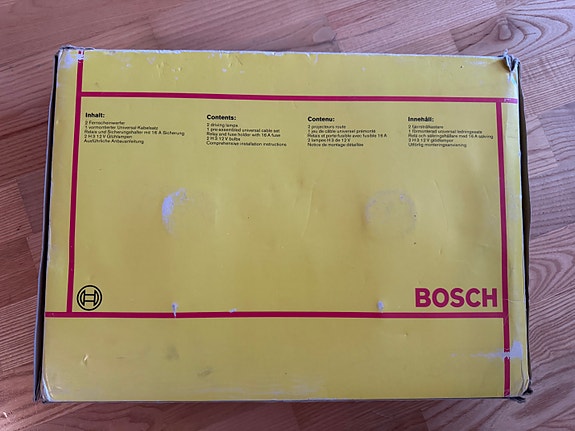 Inhalt:
2 Fernscheinwerfer
1 vormontierter Universal-Kabelsatz
Relais und Sicherungshalter mit 16 A Sicherung
2 H 3 12 V Glühlampen
Ausführliche Anbauanleitung
Contents:
2 driving lamps
1 pre-assembled universal cable set
Relay and fuse holder with 16 A fuse
2 H 3 12 V bulbs
Comprehensive installation instructions
Contenu:
2 projecteurs route
1 jeu de câble universel prémonté
Relais et porte-fusible avec fusible 16 A
2 lampes H 3 de 12 V
Notice de montage détaillée
Innehåll:
2 fjärrstrålkastare
1 förmonterad universal ledningssats
Relä och säkringshållare med 16 A säkring
2 H 3 12 V glödlampor
Utförlig monteringsanvisning
BOSCH